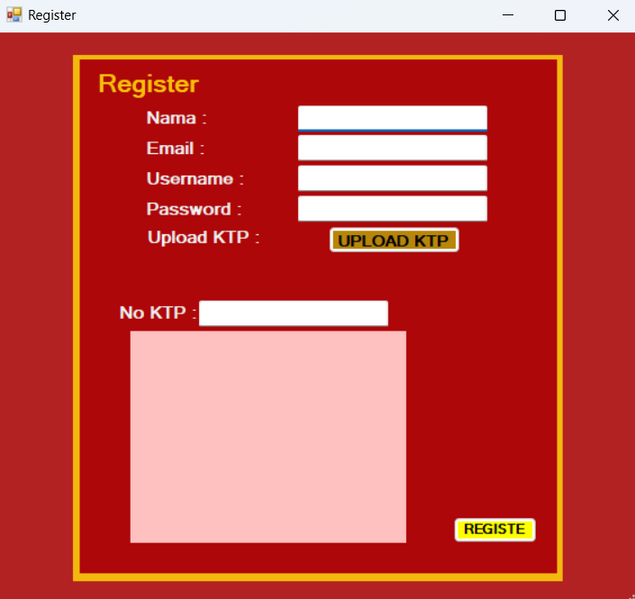 Register
Register
Nama :
Email :
Username :
Password :
Upload KTP :
UPLOAD KTP
No KTP :
REGISTE